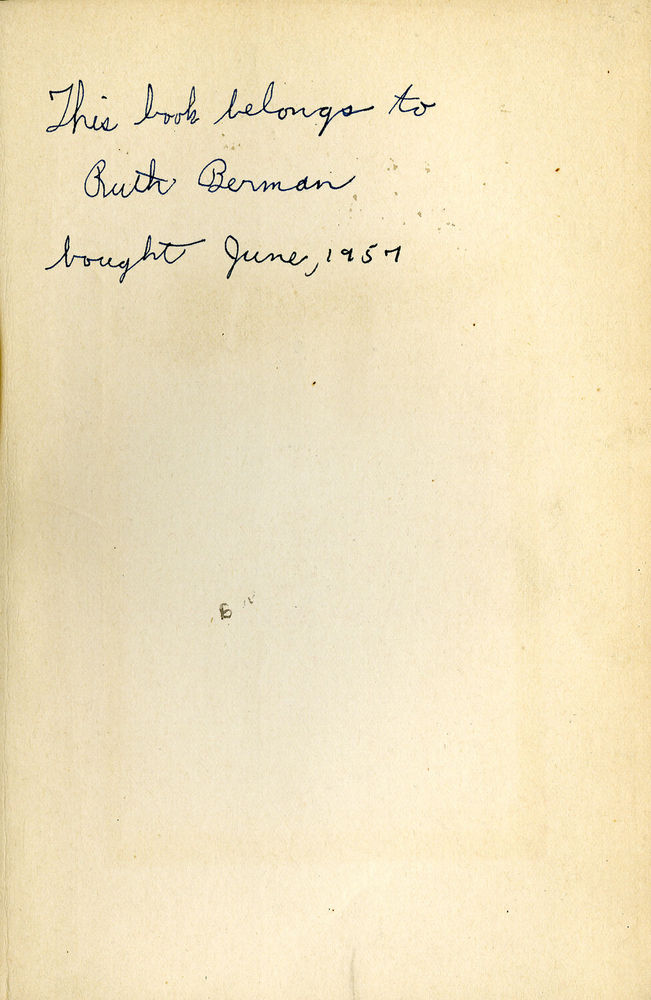 This book belongs to
Ruth Berman
bought June, 1957